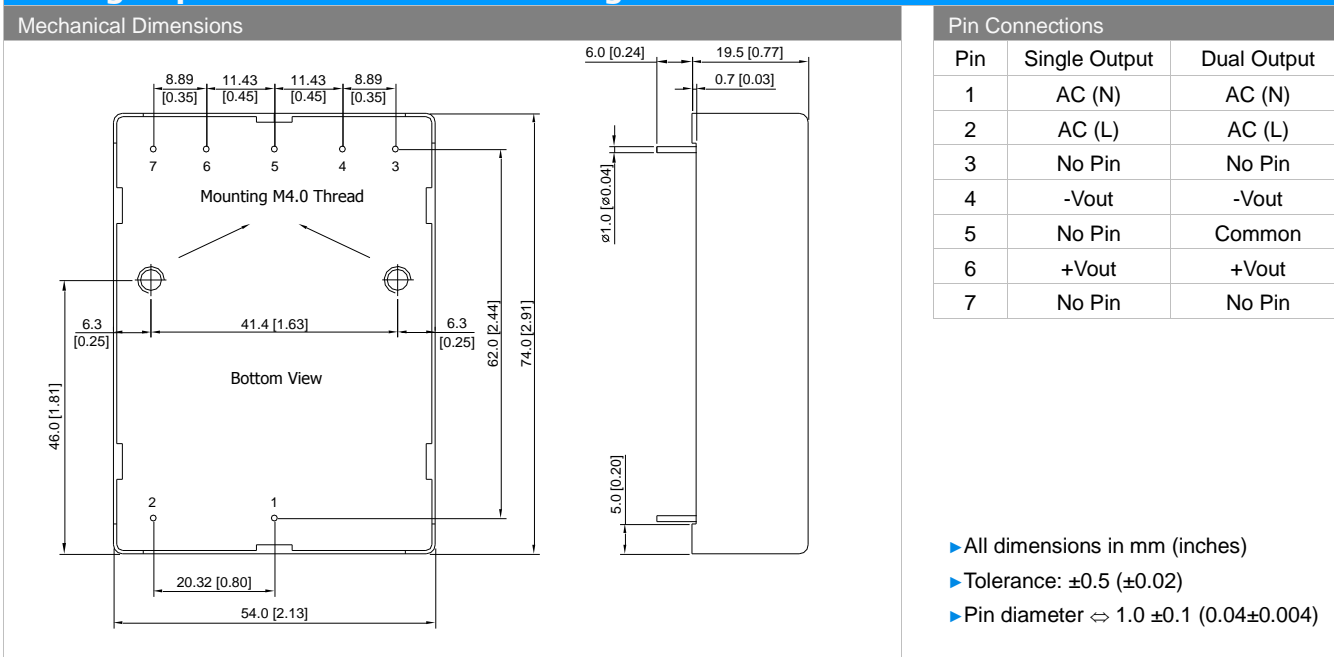 Mechanical Dimensions
8.89 11.43 11.43 8.89
[0.35] [0.45] [0.45] [0.35]
7 6 5 4 3
Mounting M4.0 Thread
6.3 41.4 [1.63] 6.3
[0.25] [0.25]
62.0 [2.44]
74.0 [2.91]
46.0 [1.81]
Bottom View
2 1
20.32 [0.80]
54.0 [2.13]
6.0 [0.24] 19.5 [0.77]
0.7 [0.03]
ø1.0 [ø0.04]
5.0 [0.20]
Pin Connections
Pin Single Output Dual Output
1 AC (N) AC (N)
2 AC (L) AC (L)
3 No Pin No Pin
4 -Vout -Vout
5 No Pin Common
6 +Vout +Vout
7 No Pin No Pin
►All dimensions in mm (inches)
►Tolerance: ±0.5 (±0.02)
►Pin diameter ⇔ 1.0 ±0.1 (0.04±0.004)